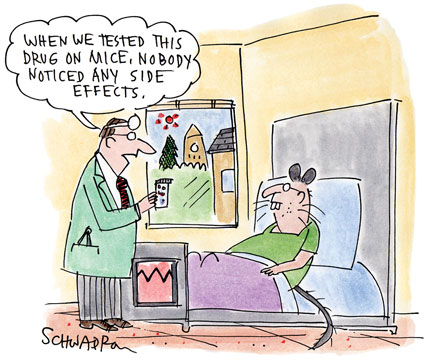 WHEN WE TESTED THIS
DRUG ON MICE, NOBODY
NOTICED ANY SIDE
EFFECTS.
SCHWADRON